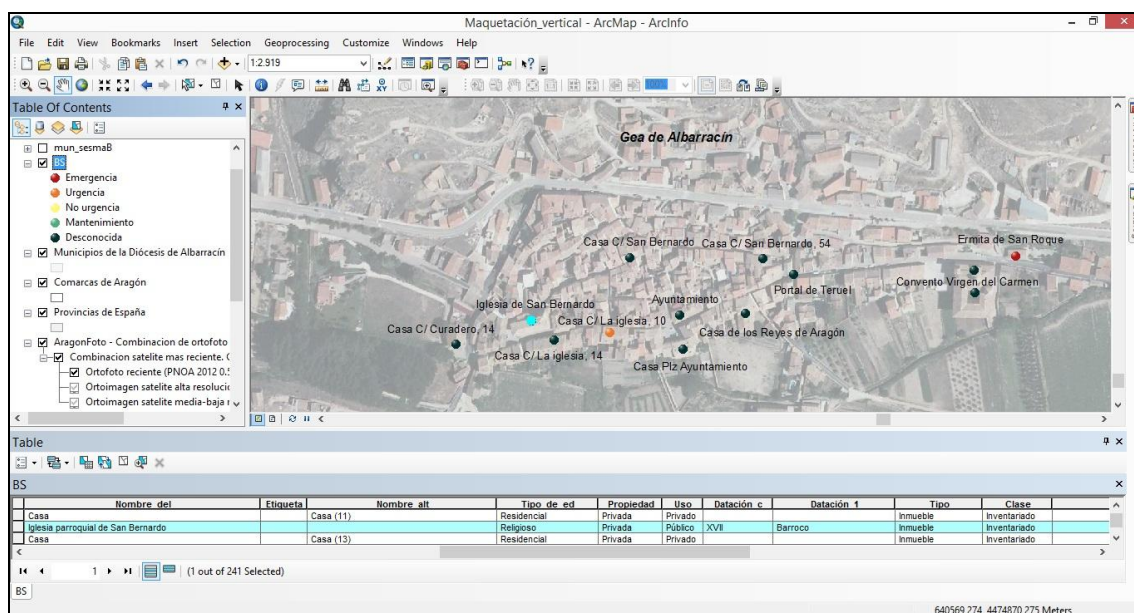 Maquetación_vertical - ArcMap - ArcInfo
File Edit View Bookmarks Insert Selection Geoprocessing Customize Windows Help
1:2.919
Table Of Contents
mun_sesmaB
BS
Emergencia
Urgencia
No urgencia
Mantenimiento
Desconocida
Municipios de la Diócesis de Albarracín
Comarcas de Aragón
Provincias de España
AragonFoto - Combinacion de ortofoto
Combinacion satelite mas reciente.
Ortofoto reciente (PNOA 2012 0.5
Ortoimagen satelite alta resolucio
Ortoimagen satelite media-baja r
Gea de Albarracín
Casa C/ San Bernardo
Casa C/ San Bernardo, 54
Ermita de San Roque
Portal de Teruel
Convento Virgen del Carmen
Iglesia de San Bernardo
Ayuntamiento
Casa C/ Curadero, 14
Casa C/ La iglesia, 10
Casa de los Reyes de Aragón
Casa C/ La iglesia, 14
Casa Plz Ayuntamiento
Table
BS
Nombre del Etiqueta Nombre alt Tipo de ed Propiedad Uso Datación c Datación 1 Tipo Clase
Casa Casa (11) Residencial Privada Privado Inmueble Inventariado
Iglesia parroquial de San Bernardo Religioso Privada Público XVII Barroco Inmueble Inventariado
Casa Casa (13) Residencial Privada Privado Inmueble Inventariado
1 (1 out of 241 Selected)
BS
640569,274 4474870,275 Meters